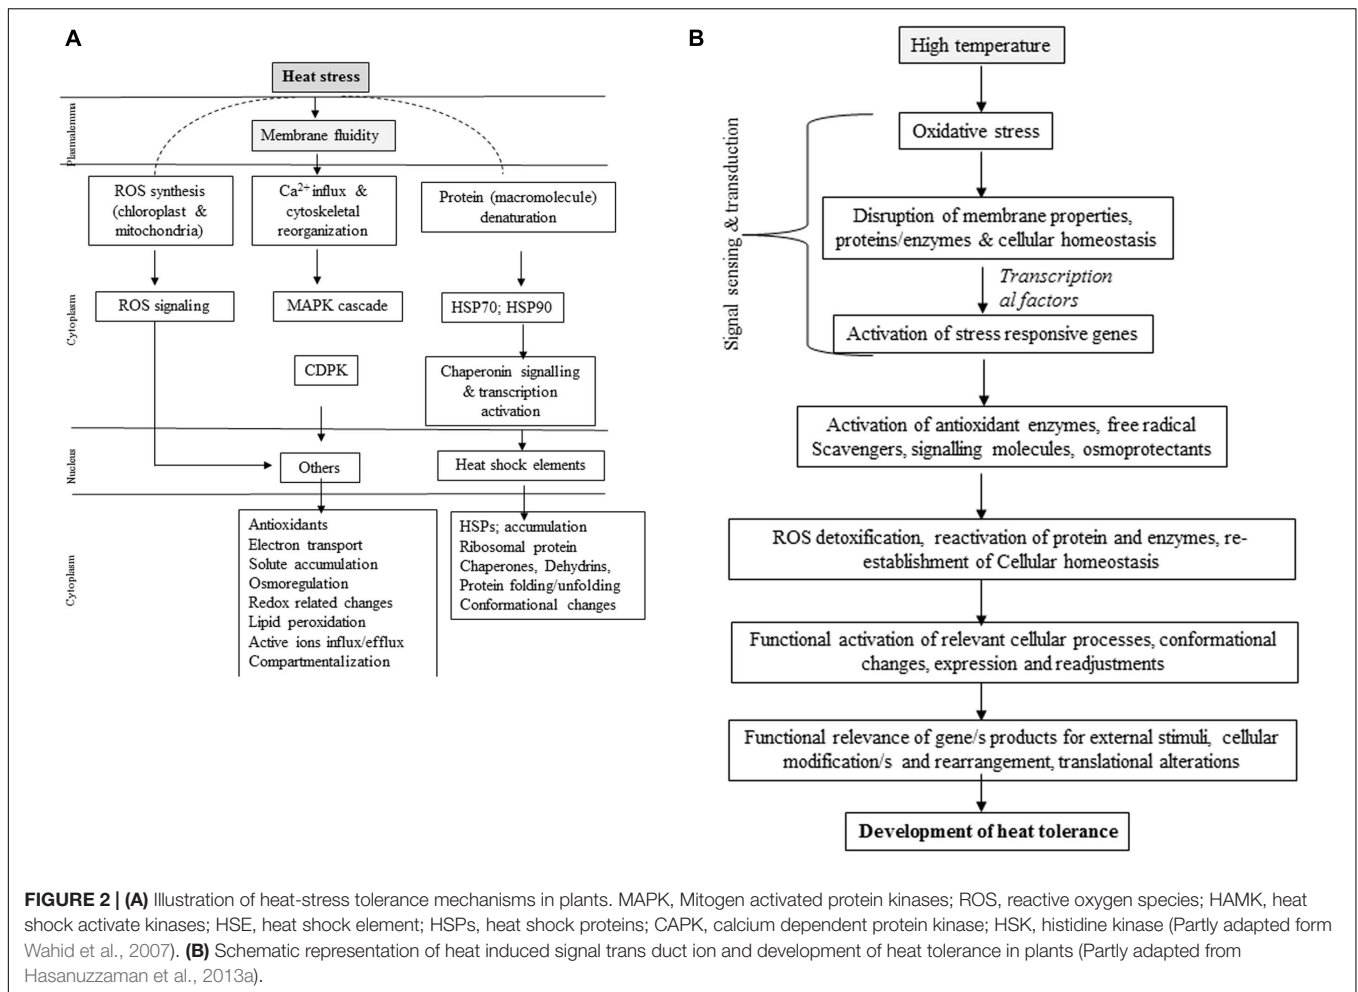 A
Heat stress
Plasmalemma
Membrane fluidity
ROS synthesis
(chloroplast &
mitochondria)
Ca2+ influx &
cytoskeletal
reorganization
Protein (macromolecule)
denaturation
Cytoplasm
ROS signaling
MAPK cascade
HSP70; HSP90
CDPK
Chaperonin signalling
& transcription
activation
Nucleus
Others
Heat shock elements
Cytoplasm
Antioxidants
Electron transport
Solute accumulation
Osmoregulation
Redox related changes
Lipid peroxidation
Active ions influx/efflux
Compartmentalization
HSPs; accumulation
Ribosomal protein
Chaperones, Dehydrins,
Protein folding/unfolding
Conformational changes
B
High temperature
Signal sensing & transduction
Oxidative stress
Disruption of membrane properties,
proteins/enzymes & cellular homeostasis
Transcription
al factors
Activation of stress responsive genes
Activation of antioxidant enzymes, free radical
Scavengers, signalling molecules, osmoprotectants
ROS detoxification, reactivation of protein and enzymes, re-
establishment of Cellular homeostasis
Functional activation of relevant cellular processes, conformational
changes, expression and readjustments
Functional relevance of gene/s products for external stimuli, cellular
modification/s and rearrangement, translational alterations
Development of heat tolerance
FIGURE 2 | (A) Illustration of heat-stress tolerance mechanisms in plants. MAPK, Mitogen activated protein kinases; ROS, reactive oxygen species; HAMK, heat
shock activate kinases; HSE, heat shock element; HSPs, heat shock proteins; CAPK, calcium dependent protein kinase; HSK, histidine kinase (Partly adapted form
Wahid et al., 2007). (B) Schematic representation of heat induced signal trans duct ion and development of heat tolerance in plants (Partly adapted from
Hasanuzzaman et al., 2013a).